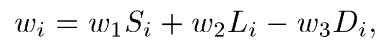 w_i = w_1 S_i + w_2 L_i − w_3 D_i,